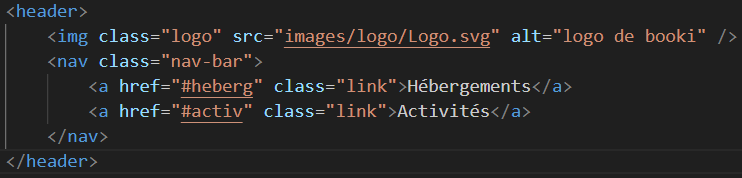 <header>
<img class="logo" src="images/logo/Logo.svg" alt="logo de booki" />
<nav class="nav-bar">
<a href="#heberg" class="link">Hébergements</a>
<a href="#activ" class="link">Activités</a>
</nav>
</header>